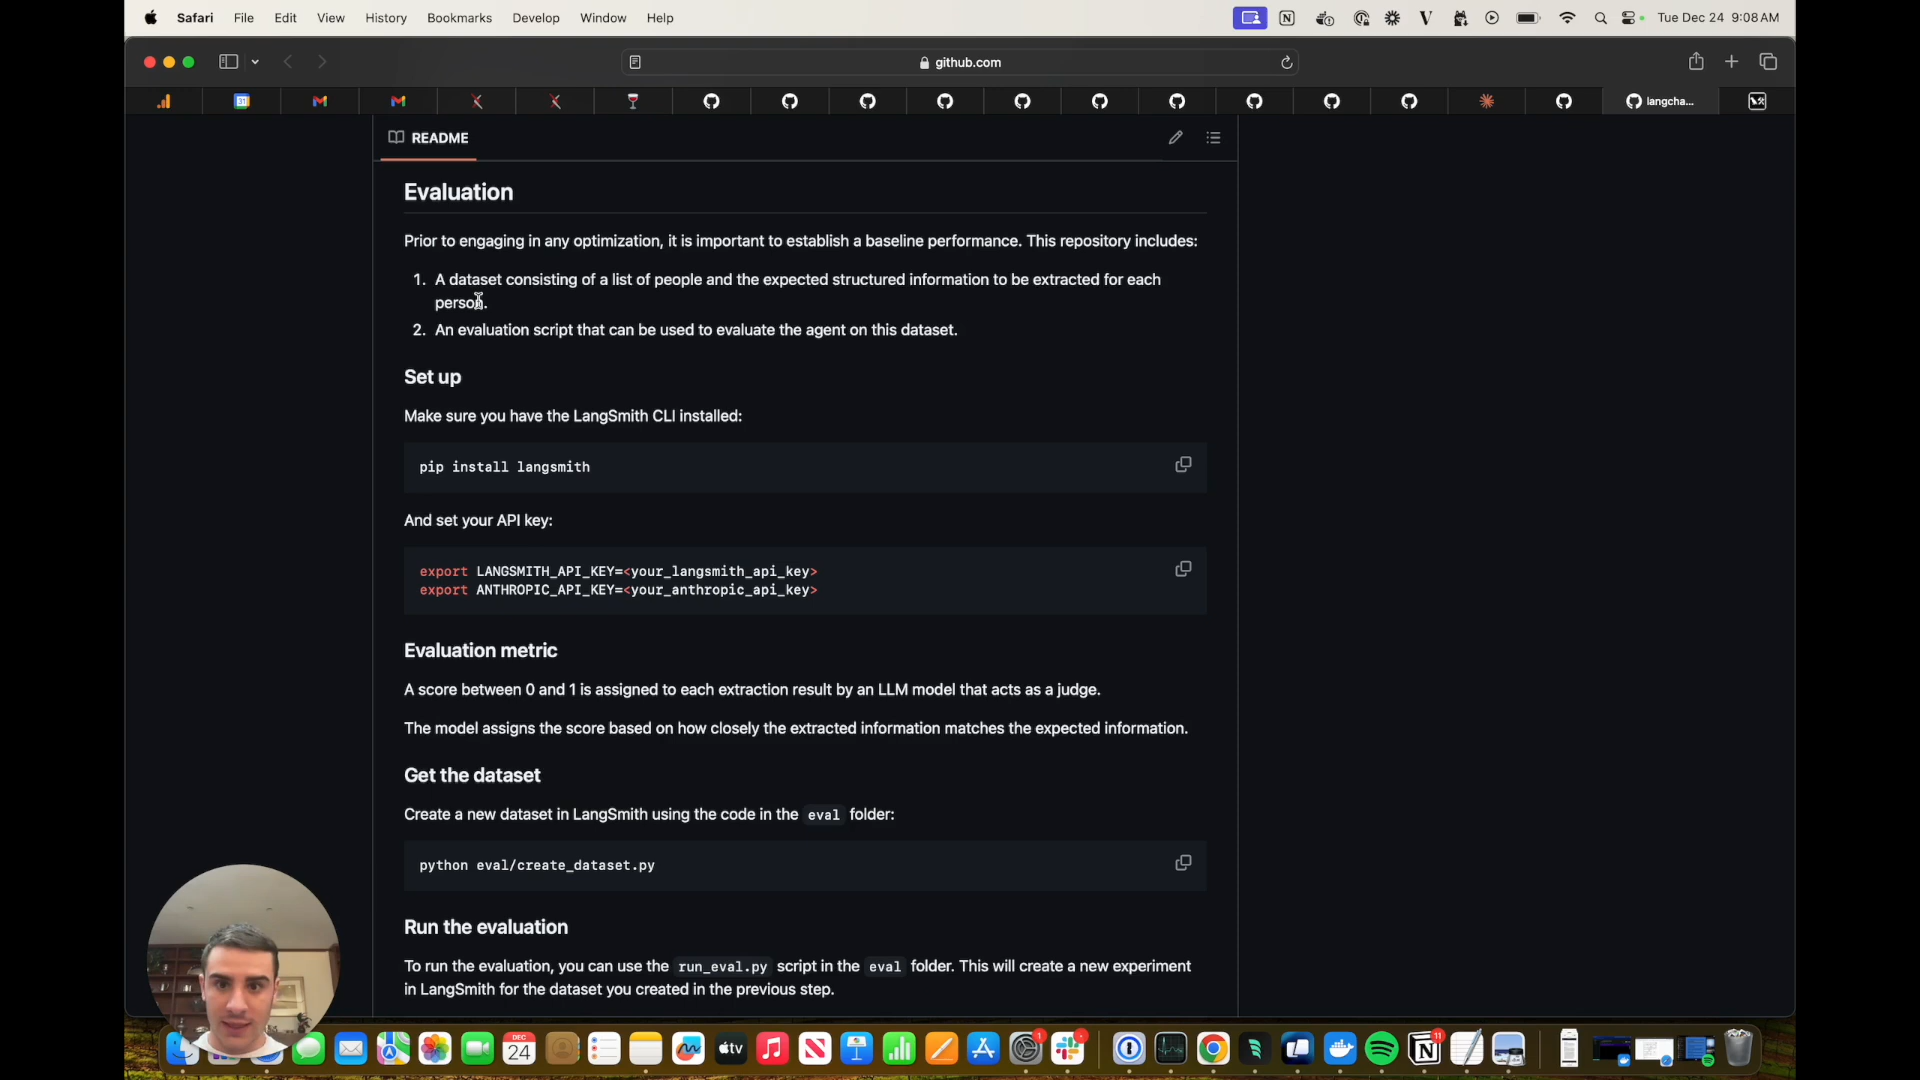 Safari File Edit View History Bookmarks Develop Window Help Tue Dec 24 9:08 AM
github.com
langcha...
README
Evaluation
Prior to engaging in any optimization, it is important to establish a baseline performance. This repository includes:
1. A dataset consisting of a list of people and the expected structured information to be extracted for each
person.
2. An evaluation script that can be used to evaluate the agent on this dataset.
Set up
Make sure you have the LangSmith CLI installed:
pip install langsmith
And set your API key:
export LANGSMITH_API_KEY=<your_langsmith_api_key>
export ANTHROPIC_API_KEY=<your_anthropic_api_key>
Evaluation metric
A score between 0 and 1 is assigned to each extraction result by an LLM model that acts as a judge.
The model assigns the score based on how closely the extracted information matches the expected information.
Get the dataset
Create a new dataset in LangSmith using the code in the eval folder:
python eval/create_dataset.py
Run the evaluation
To run the evaluation, you can use the run_eval.py script in the eval folder. This will create a new experiment
in LangSmith for the dataset you created in the previous step.
DEC
24
tv
1
11